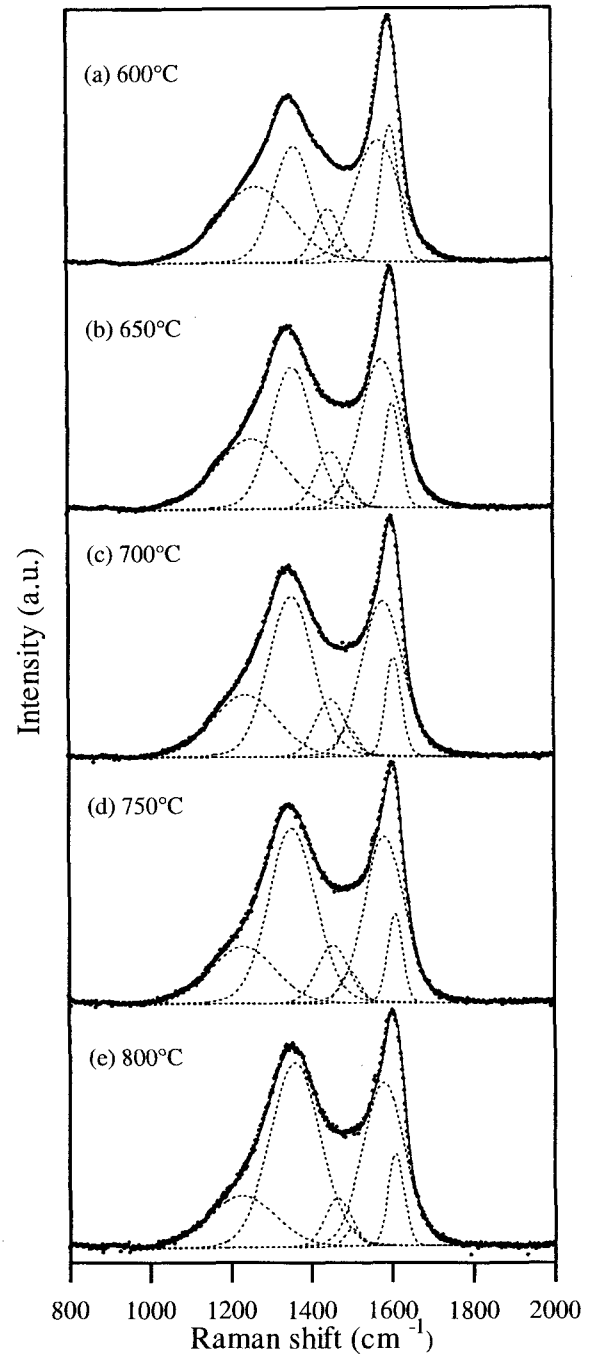 (a) 600°C
(b) 650°C
(c) 700°C
(d) 750°C
(e) 800°C
Intensity (a.u.)
800 1000 1200 1400 1600 1800 2000
Raman shift (cm⁻¹)